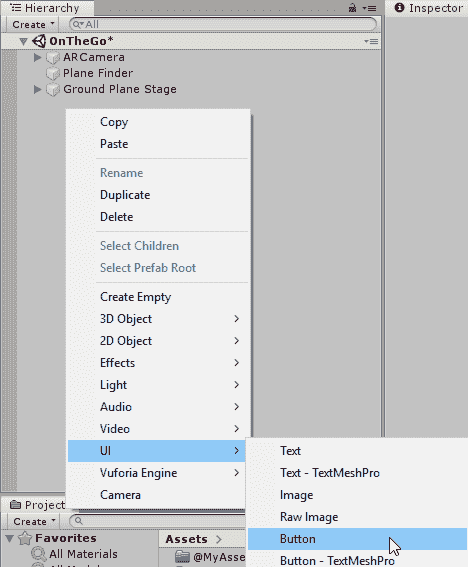 Hierarchy
Inspector
Create
All
OnTheGo*
ARCamera
Plane Finder
Ground Plane Stage
Copy
Paste
Rename
Duplicate
Delete
Select Children
Select Prefab Root
Create Empty
3D Object
2D Object
Effects
Light
Audio
Video
UI
Vuforia Engine
Camera
Text
Text - TextMeshPro
Image
Raw Image
Button
Button - TextMeshPro
Project
Create
Favorites
All Materials
Assets
@MyAsse